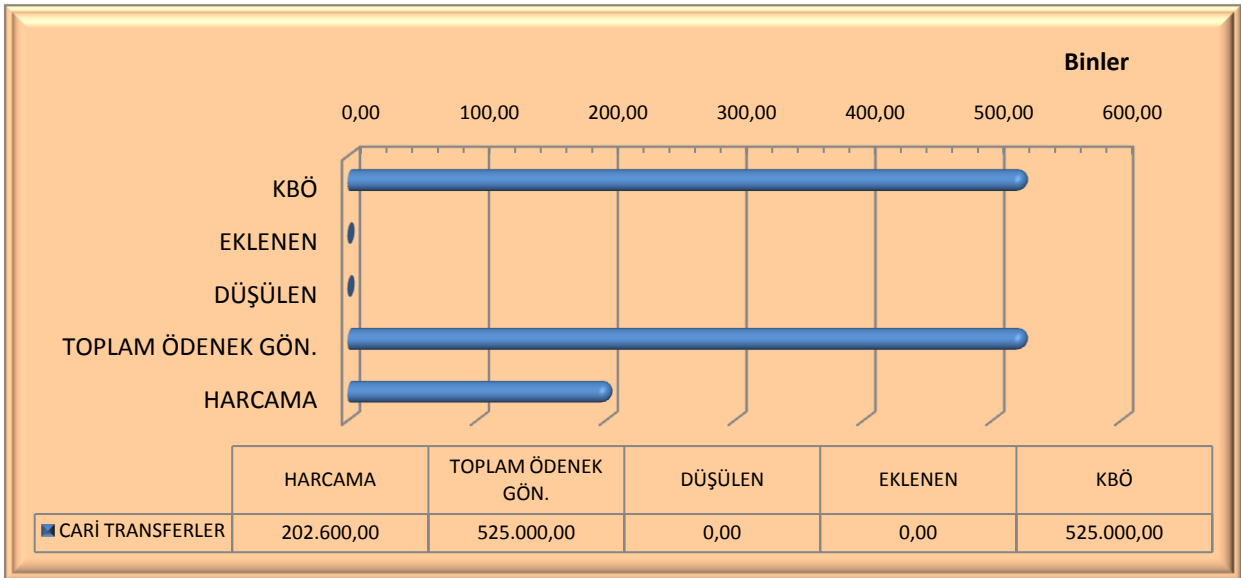 Binler
0,00 100,00 200,00 300,00 400,00 500,00 600,00
KBÖ
EKLENEN
DÜŞÜLEN
TOPLAM ÖDENEK GÖN.
HARCAMA
HARCAMA TOPLAM ÖDENEK GÖN. DÜŞÜLEN EKLENEN KBÖ
CARİ TRANSFERLER 202.600,00 525.000,00 0,00 0,00 525.000,00